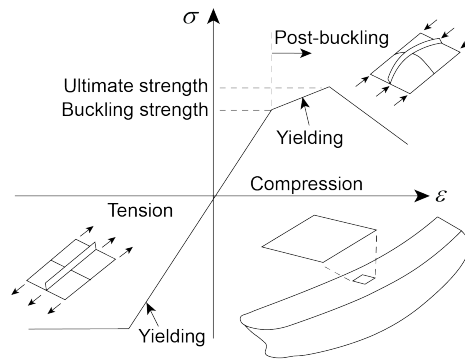 σ
Post-buckling
Ultimate strength
Buckling strength
Yielding
Compression
ε
Tension
Yielding